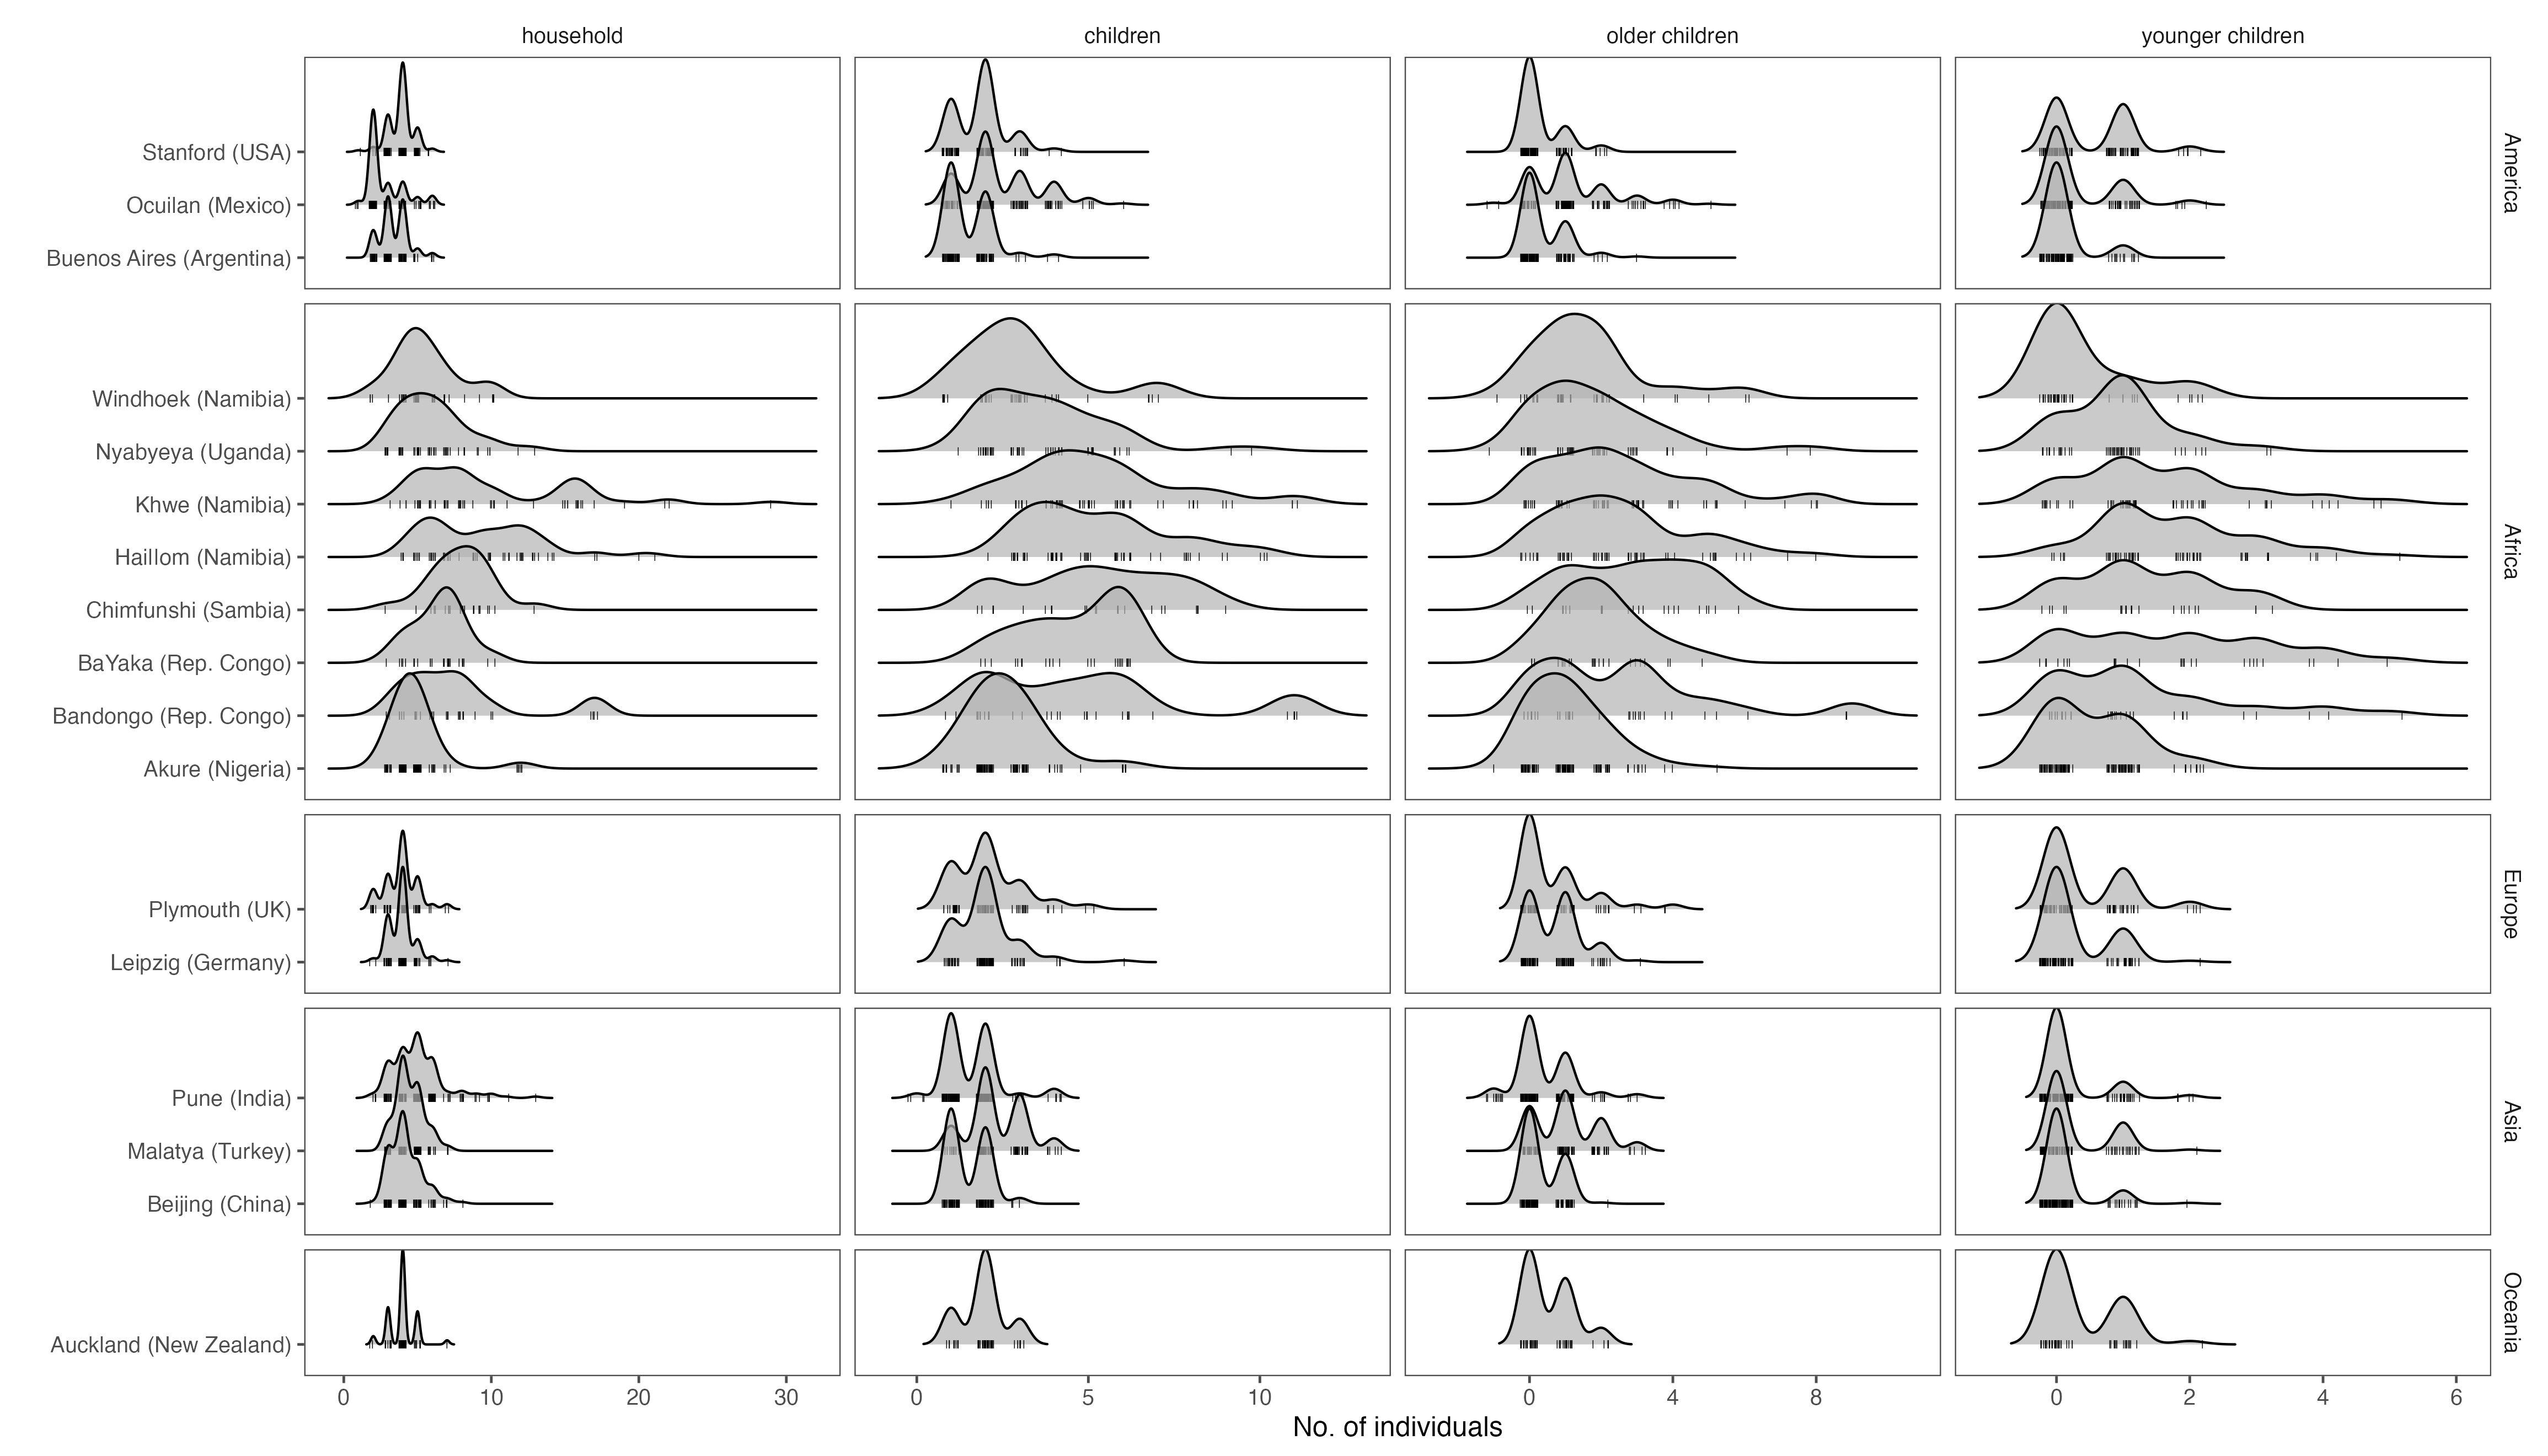 household children older children younger children
Stanford (USA)
Ocuilan (Mexico)
Buenos Aires (Argentina)
America
Windhoek (Namibia)
Nyabyeya (Uganda)
Khwe (Namibia)
Haillom (Namibia)
Chimfunshi (Sambia)
BaYaka (Rep. Congo)
Bandongo (Rep. Congo)
Akure (Nigeria)
Africa
Plymouth (UK)
Leipzig (Germany)
Europe
Pune (India)
Malatya (Turkey)
Beijing (China)
Asia
Auckland (New Zealand)
Oceania
0 10 20 30 0 5 10 0 4 8 0 2 4 6
No. of individuals